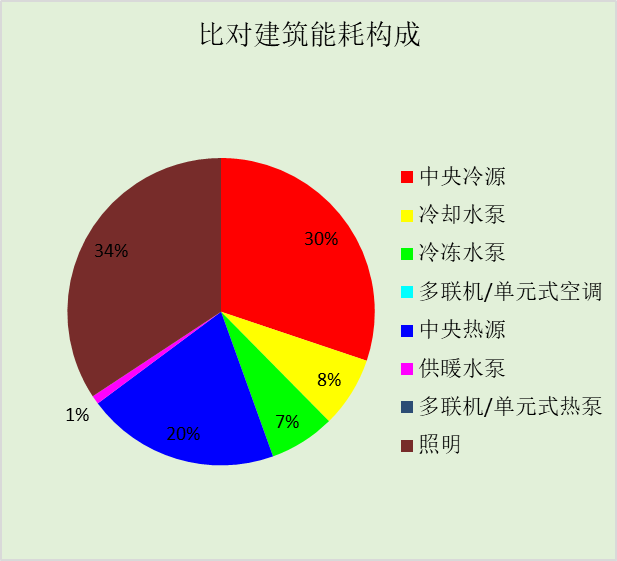 比对建筑能耗构成
30%
8%
7%
20%
1%
34%
中央冷源
冷却水泵
冷冻水泵
多联机/单元式空调
中央热源
供暖水泵
多联机/单元式热泵
照明